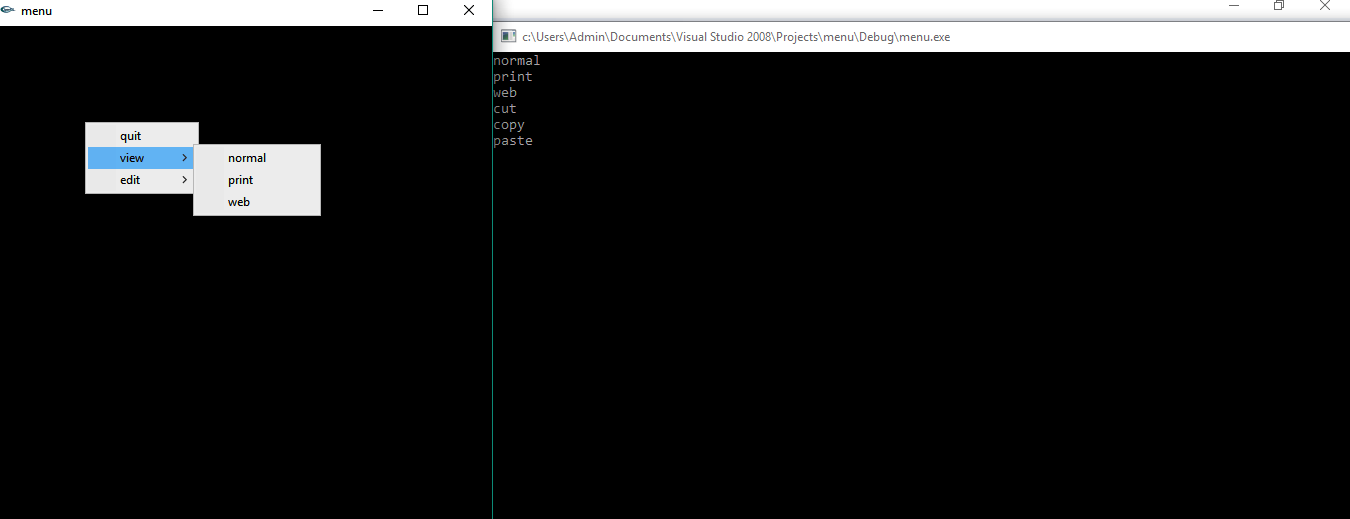 menu
quit
view
edit
normal
print
web
c:\Users\Admin\Documents\Visual Studio 2008\Projects\menu\Debug\menu.exe
normal
print
web
cut
copy
paste